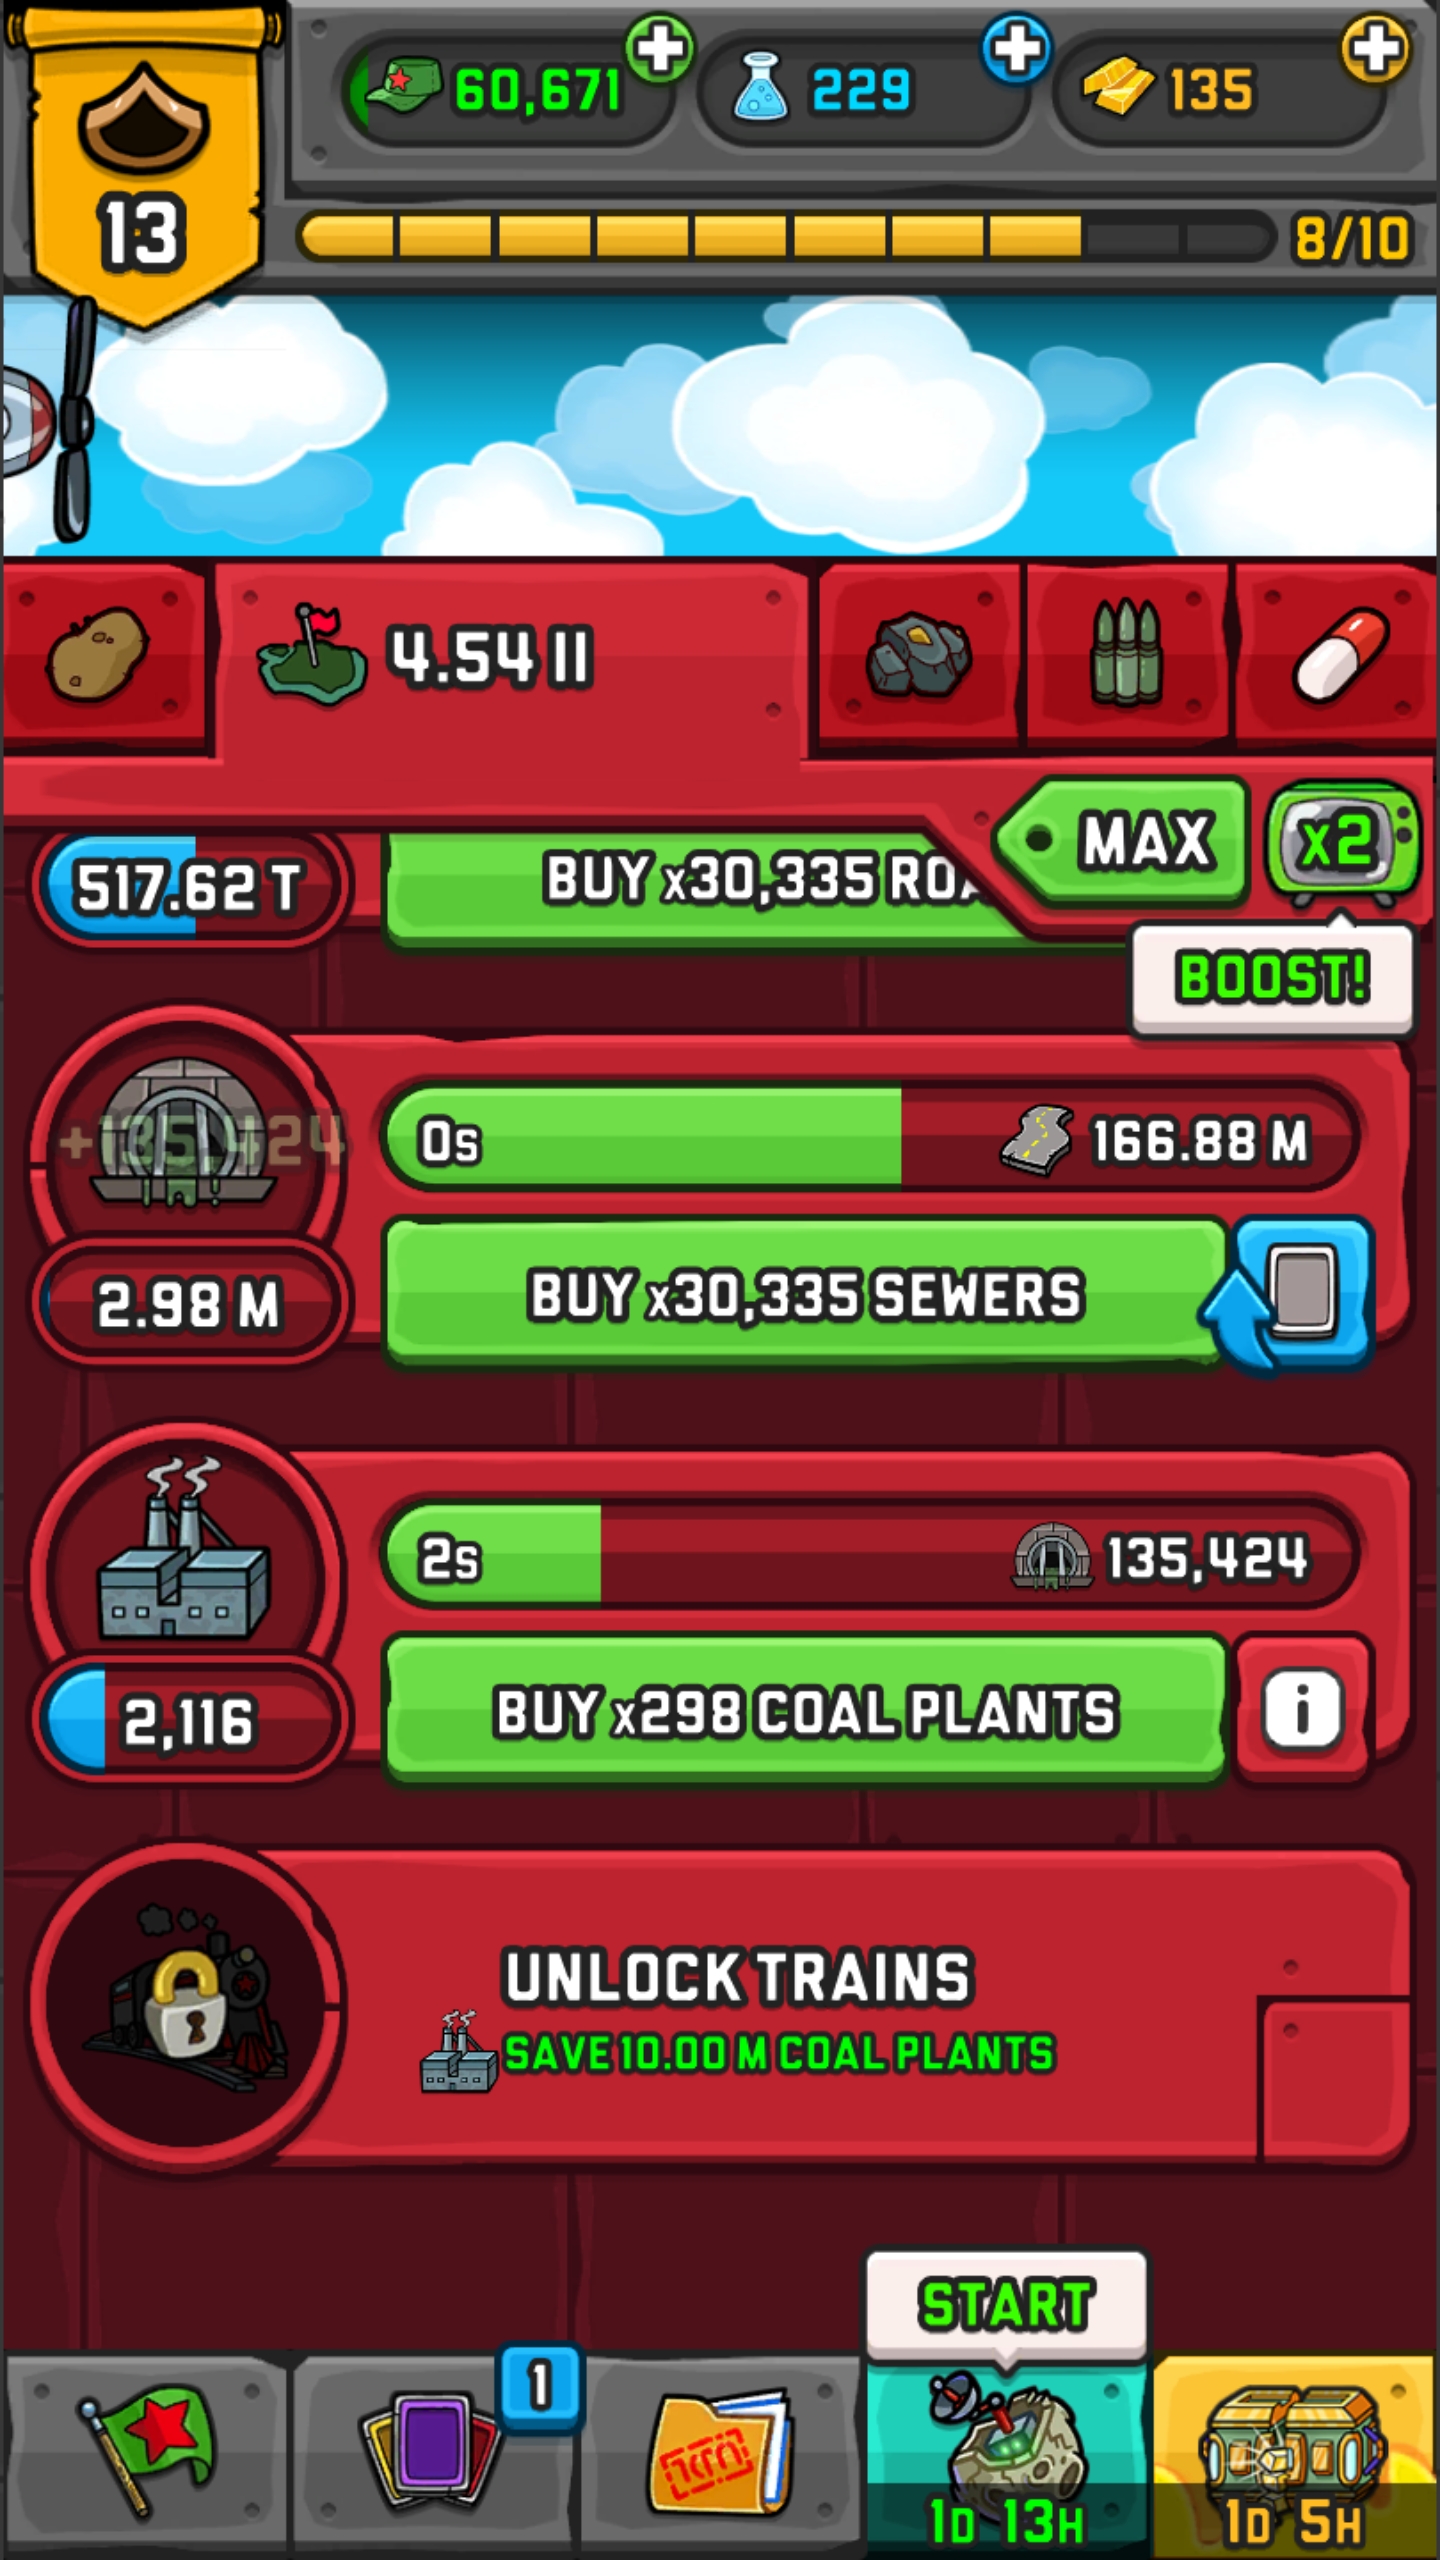 60,671
229
135
13
8/10
4.54 II
MAX
x2
517.62 T
BUY x30,335 ROA
BOOST!
+135,424
0s
166.88 M
2.98 M
BUY x30,335 SEWERS
2s
135,424
2,116
BUY x298 COAL PLANTS
i
UNLOCK TRAINS
SAVE 10.00 M COAL PLANTS
START
1
1D 13H
1D 5H